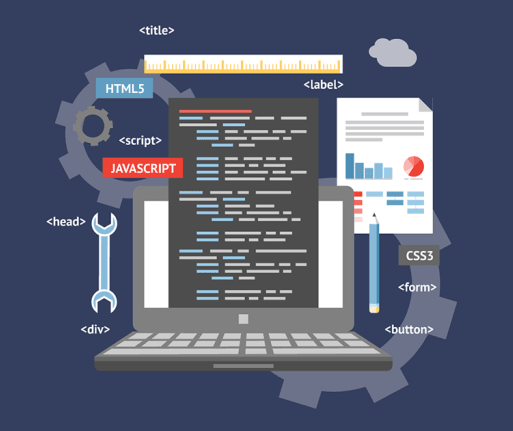 <title>
<label>
HTML5
<script>
JAVASCRIPT
<head>
CSS3
<form>
<div>
<button>